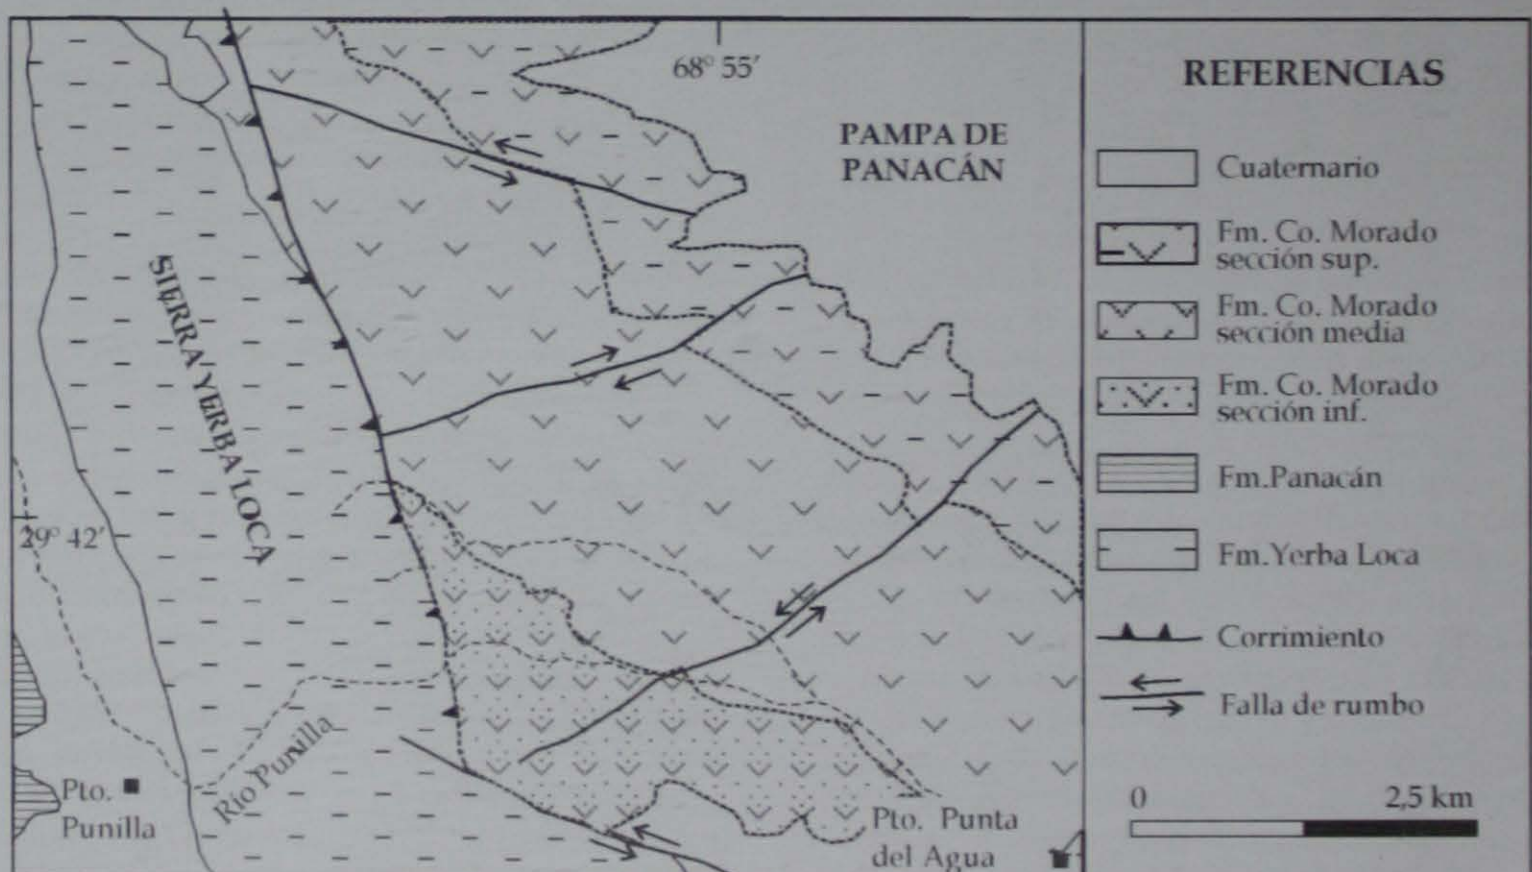 68° 55'
PAMPA DE
PANACÁN
SIERRA YERBA LOCA
29° 42'
Río Punilla
Pto.
Punilla
Pto. Punta
del Agua
REFERENCIAS
Cuaternario
Fm. Co. Morado
sección sup.
Fm. Co. Morado
sección media
Fm. Co. Morado
sección inf.
Fm.Panacán
Fm.Yerba Loca
Corrimiento
Falla de rumbo
0 2,5 km